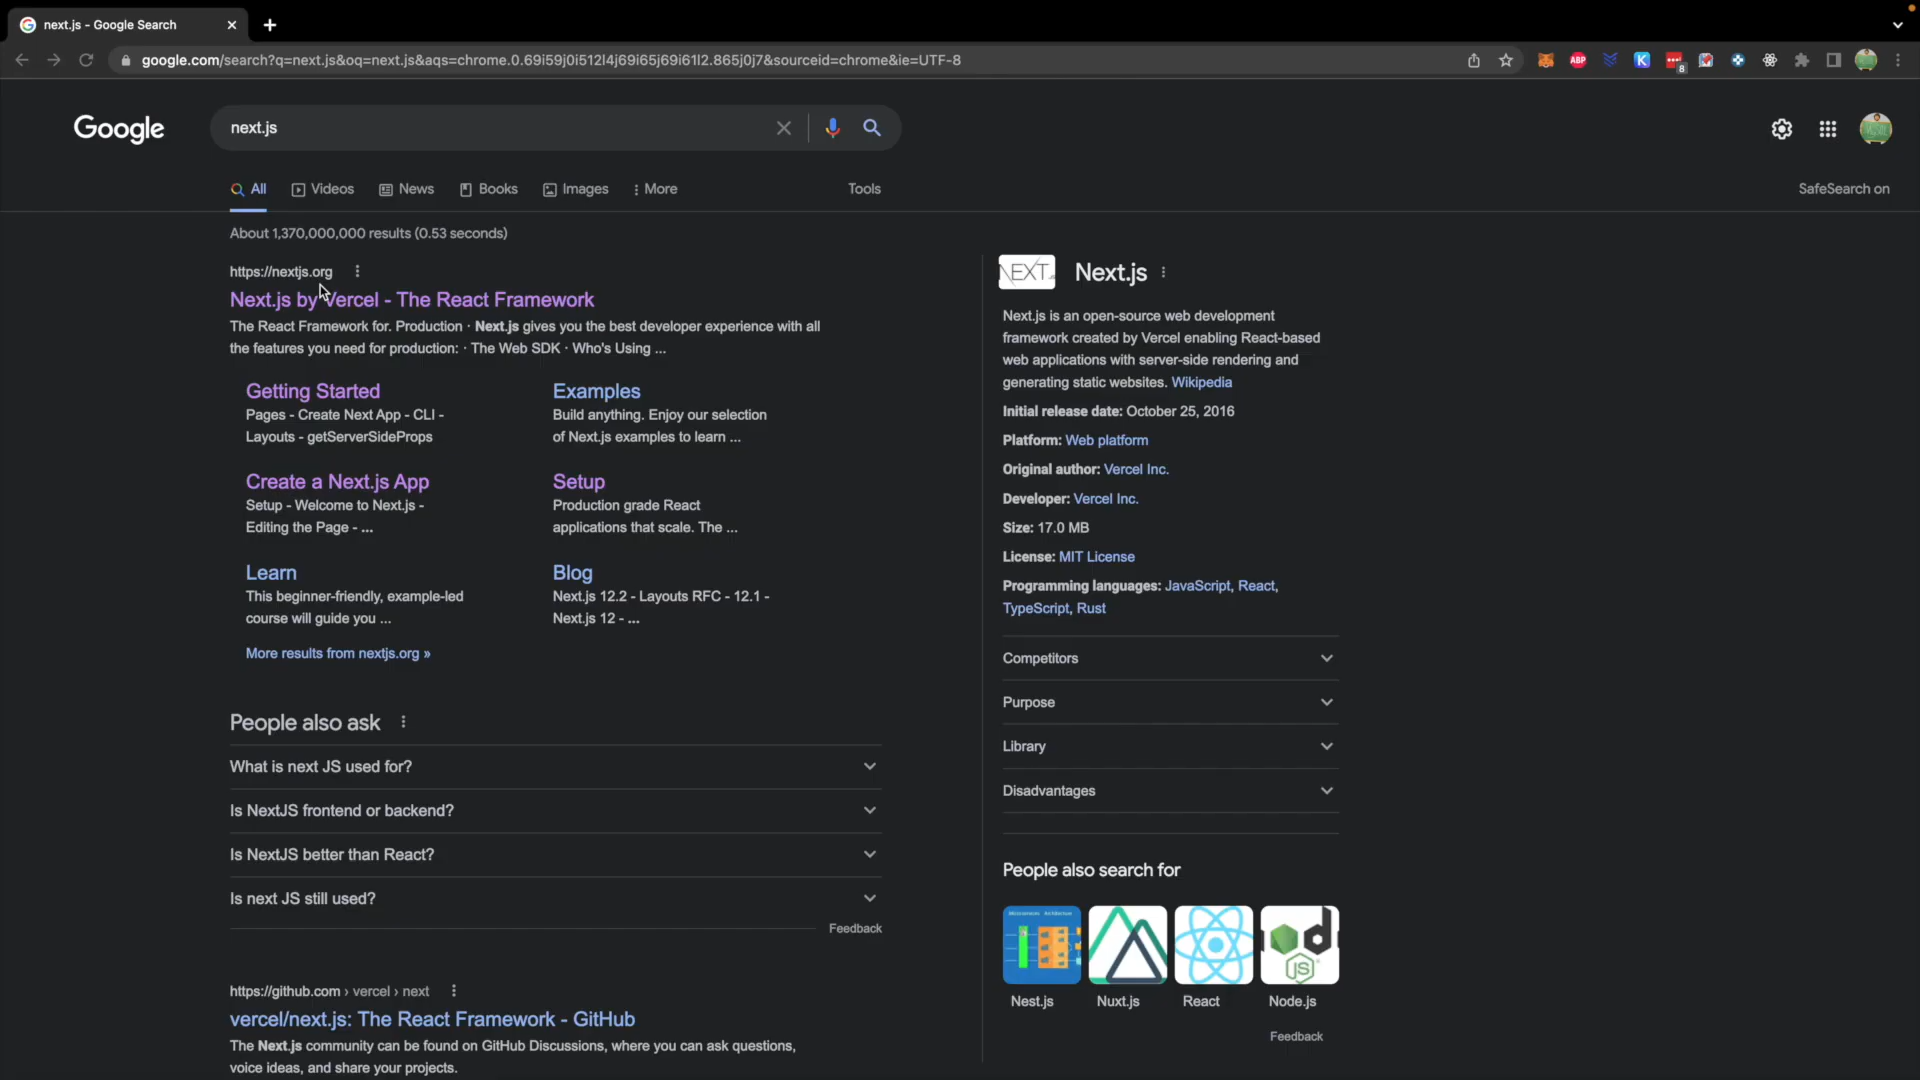 next.js - Google Search
google.com/search?q=next.js&oq=next.js&aqs=chrome.0.69i59j0i512l4j69i65j69i61l2.865j0j7&sourceid=chrome&ie=UTF-8
ABP
K
8
Google
next.js
All
Videos
News
Books
Images
More
Tools
SafeSearch on
About 1,370,000,000 results (0.53 seconds)
https://nextjs.org
Next.js by Vercel - The React Framework
The React Framework for. Production · Next.js gives you the best developer experience with all
the features you need for production: · The Web SDK · Who's Using ...
Getting Started
Pages - Create Next App - CLI -
Layouts - getServerSideProps
Examples
Build anything. Enjoy our selection
of Next.js examples to learn ...
Create a Next.js App
Setup - Welcome to Next.js -
Editing the Page - ...
Setup
Production grade React
applications that scale. The ...
Learn
This beginner-friendly, example-led
course will guide you ...
Blog
Next.js 12.2 - Layouts RFC - 12.1 -
Next.js 12 - ...
More results from nextjs.org »
People also ask
What is next JS used for?
Is NextJS frontend or backend?
Is NextJS better than React?
Is next JS still used?
Feedback
https://github.com › vercel › next
vercel/next.js: The React Framework - GitHub
The Next.js community can be found on GitHub Discussions, where you can ask questions,
voice ideas, and share your projects.
NEXT.
Next.js
Next.js is an open-source web development
framework created by Vercel enabling React-based
web applications with server-side rendering and
generating static websites. Wikipedia
Initial release date: October 25, 2016
Platform: Web platform
Original author: Vercel Inc.
Developer: Vercel Inc.
Size: 17.0 MB
License: MIT License
Programming languages: JavaScript, React,
TypeScript, Rust
Competitors
Purpose
Library
Disadvantages
People also search for
Microservices Architecture
d
JS
Nest.js
Nuxt.js
React
Node.js
Feedback